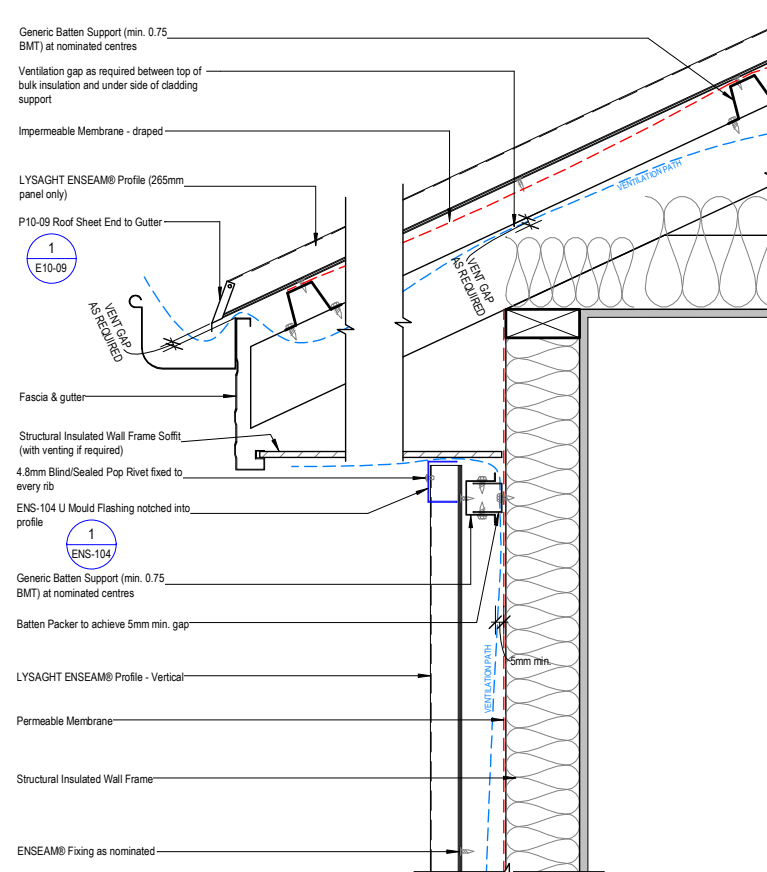 Generic Batten Support (min. 0.75
BMT) at nominated centres
Ventilation gap as required between top of
bulk insulation and under side of cladding
support
Impermeable Membrane - draped
LYSAGHT ENSEAM® Profile (265mm
panel only)
P10-09 Roof Sheet End to Gutter
1
E10-09
VENT GAP
AS REQUIRED
VENTILATION PATH
VENT GAP
AS REQUIRED
Fascia & gutter
Structural Insulated Wall Frame Soffit
(with venting if required)
4.8mm Blind/Sealed Pop Rivet fixed to
every rib
ENS-104 U Mould Flashing notched into
profile
1
ENS-104
Generic Batten Support (min. 0.75
BMT) at nominated centres
Batten Packer to achieve 5mm min. gap
5mm min.
VENTILATION PATH
LYSAGHT ENSEAM® Profile - Vertical
Permeable Membrane
Structural Insulated Wall Frame
ENSEAM® Fixing as nominated